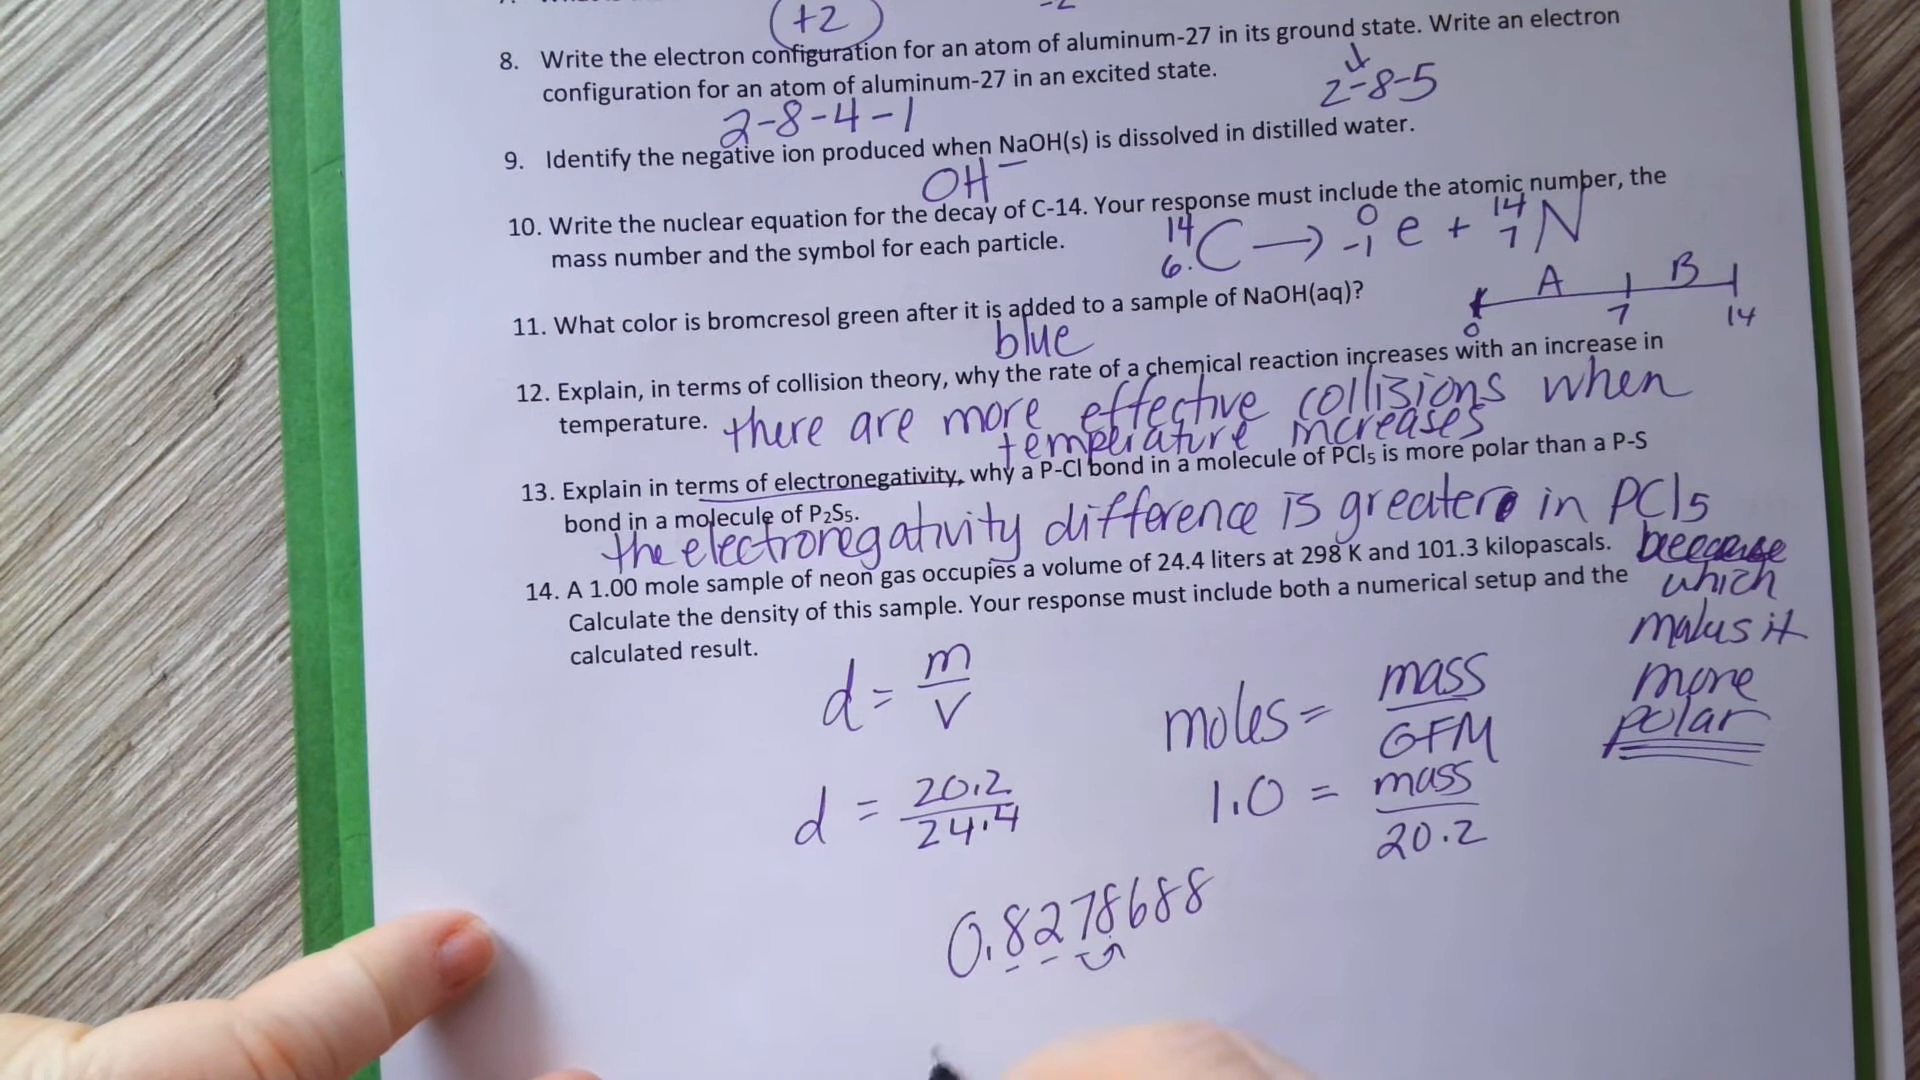 +2
8. Write the electron configuration for an atom of aluminum-27 in its ground state. Write an electron
configuration for an atom of aluminum-27 in an excited state.
2-8-5
2-8-4-1
9. Identify the negative ion produced when NaOH(s) is dissolved in distilled water.
OH⁻
10. Write the nuclear equation for the decay of C-14. Your response must include the atomic number, the
mass number and the symbol for each particle.
¹⁴₆C → ⁰₋₁e + ¹⁴₇N
A B
0 7 14
11. What color is bromcresol green after it is added to a sample of NaOH(aq)?
blue
12. Explain, in terms of collision theory, why the rate of a chemical reaction increases with an increase in
temperature.
there are more effective collisions when
temperature increases
13. Explain in terms of electronegativity, why a P-Cl bond in a molecule of PCl₅ is more polar than a P-S
bond in a molecule of P₂S₅.
the electronegativity difference is greater in PCl5
which
makes it
more
polar
14. A 1.00 mole sample of neon gas occupies a volume of 24.4 liters at 298 K and 101.3 kilopascals.
Calculate the density of this sample. Your response must include both a numerical setup and the
calculated result.
d = m/v
moles = mass/GFM
d = 20.2/24.4
1.0 = mass/20.2
0.8278688